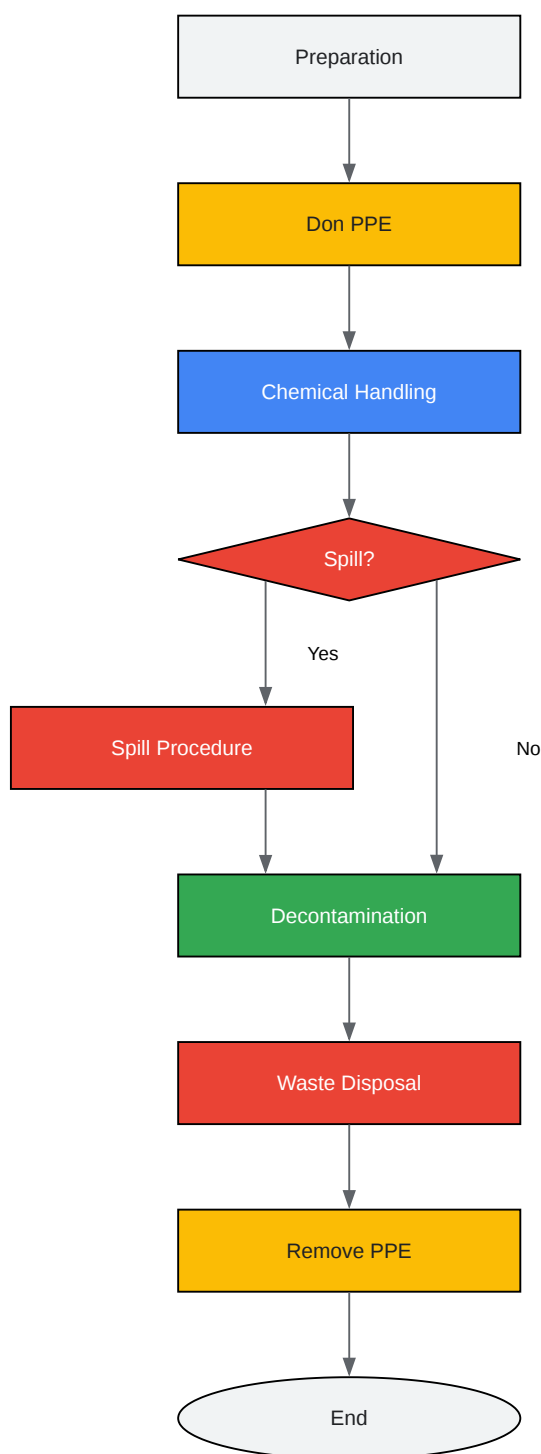 Preparation
Don PPE
Chemical Handling
Spill?
Yes
Spill Procedure
No
Decontamination
Waste Disposal
Remove PPE
End